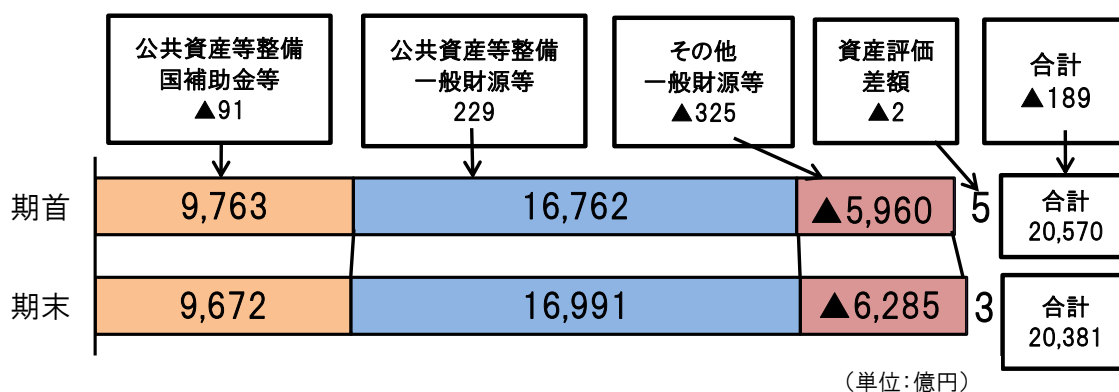 公共資産等整備
国補助金等
▲91
公共資産等整備
一般財源等
229
その他
一般財源等
▲325
資産評価
差額
▲2
合計
▲189
期首
9,763
16,762
▲5,960
5
合計
20,570
期末
9,672
16,991
▲6,285
3
合計
20,381
（単位：億円）